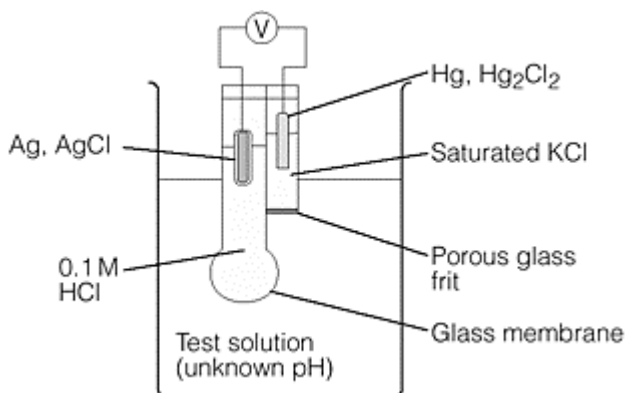 V
Hg, Hg₂Cl₂
Ag, AgCl
Saturated KCl
0.1 M
HCl
Porous glass
frit
Glass membrane
Test solution
(unknown pH)